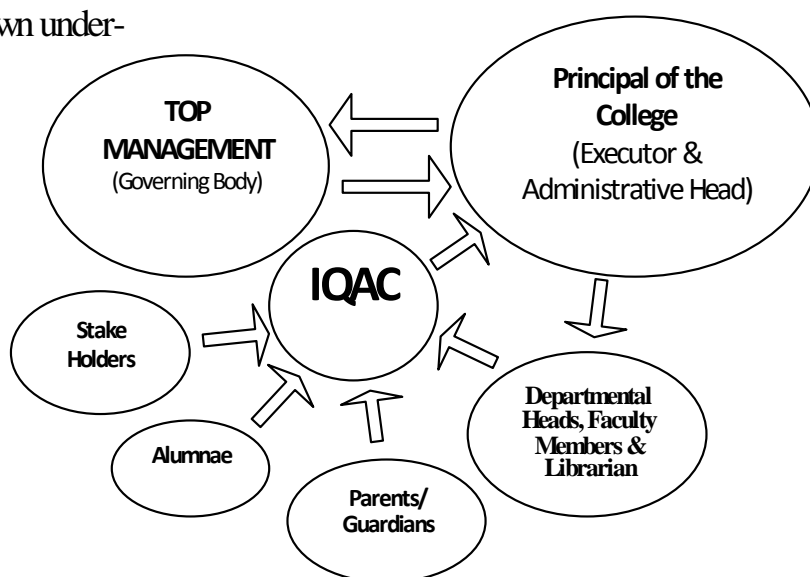 wn under-
TOP
MANAGEMENT
(Governing Body)
Principal of the
College
(Executor &
Administrative Head)
IQAC
Stake
Holders
Alumnae
Parents/
Guardians
Departmental
Heads, Faculty
Members &
Librarian